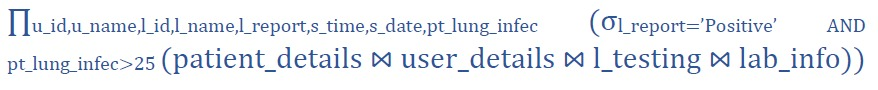 ∏u_id,u_name,l_id,l_name,l_report,s_time,s_date,pt_lung_infec (σl_report=’Positive’ AND
pt_lung_infec>25 (patient_details ⋈ user_details ⋈ l_testing ⋈ lab_info))